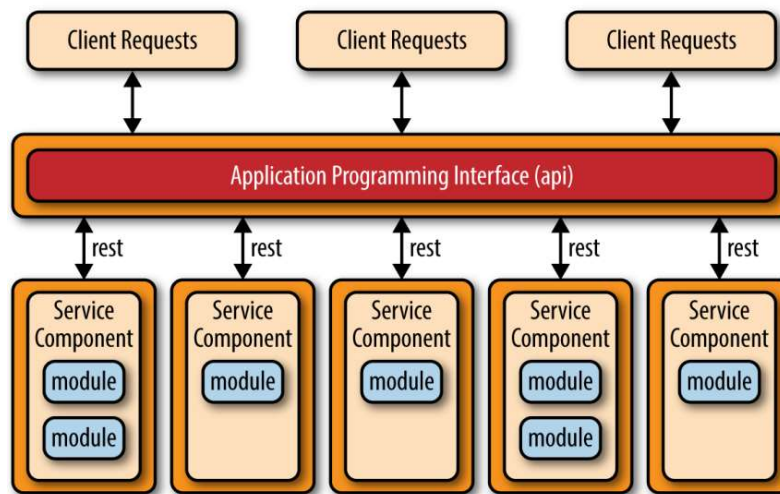 Client Requests
Client Requests
Client Requests
Application Programming Interface (api)
rest
rest
rest
rest
rest
Service
Component
module
module
Service
Component
module
Service
Component
module
Service
Component
module
module
Service
Component
module